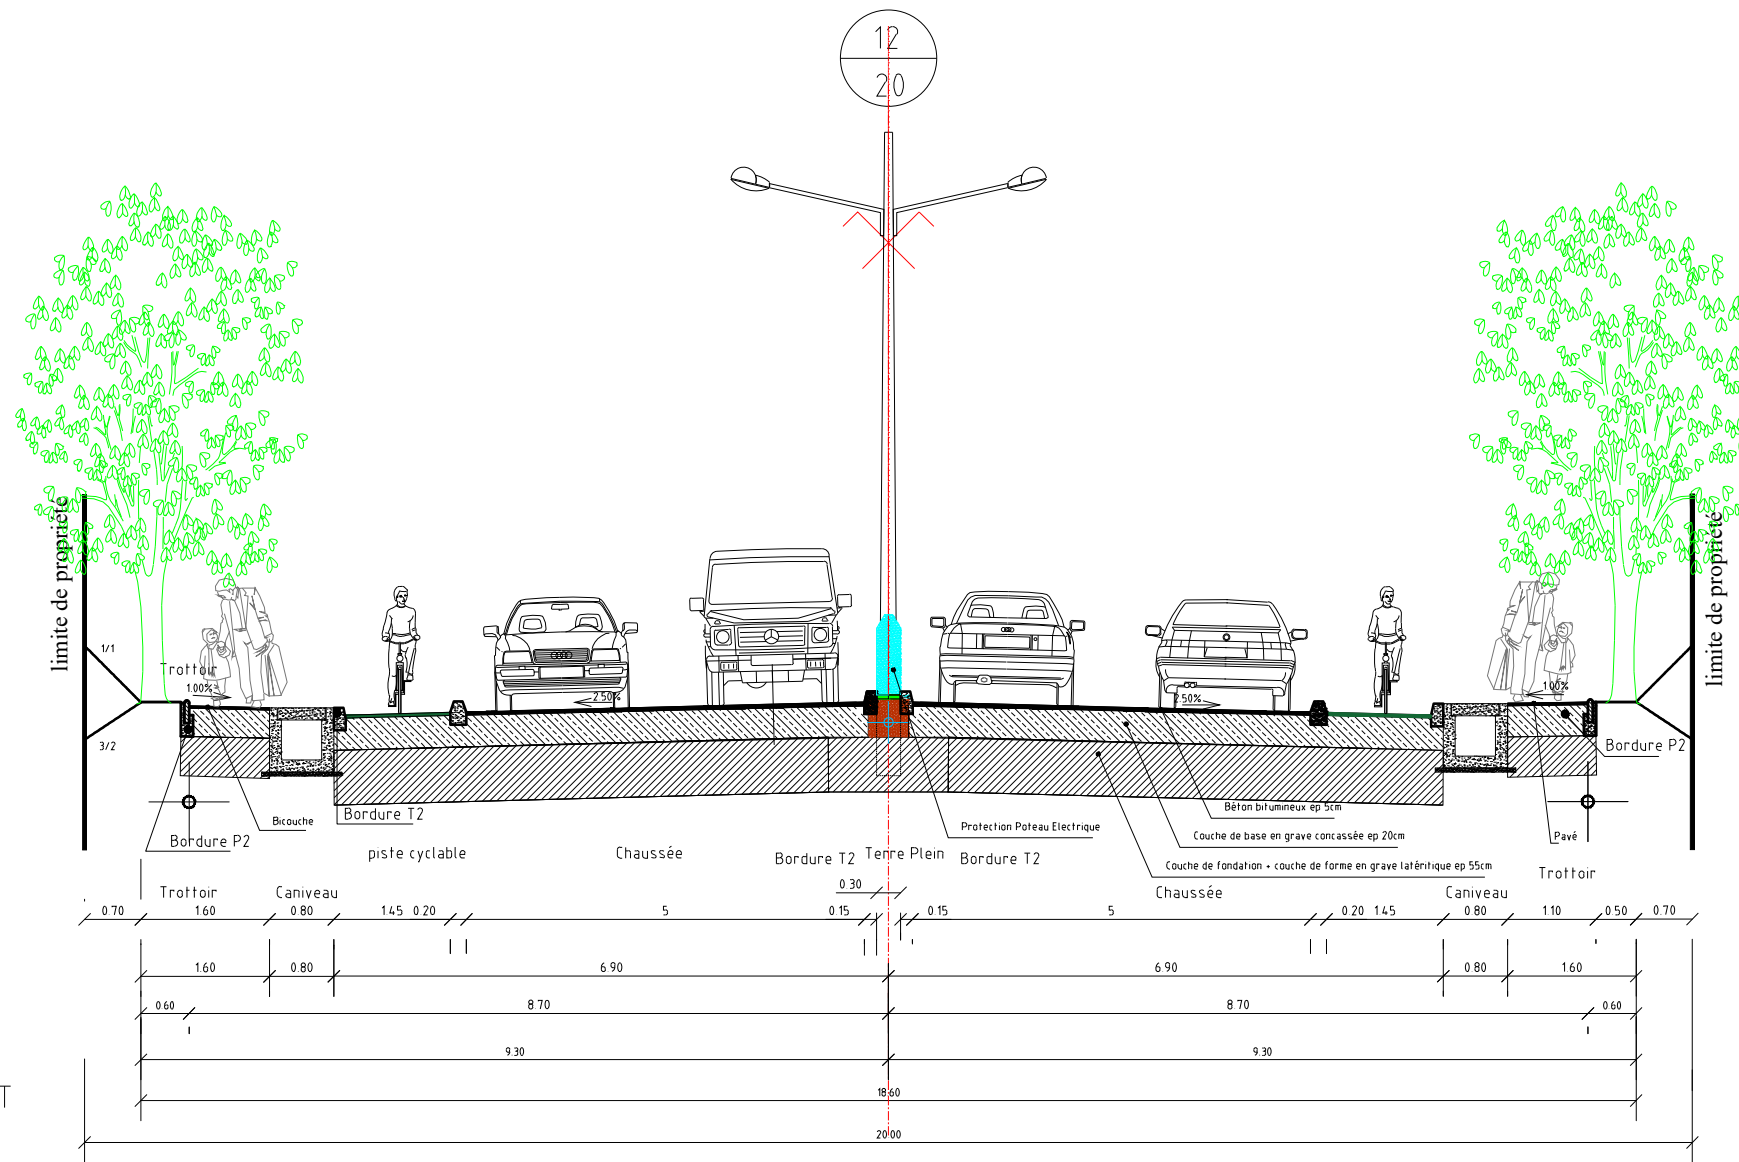 12
20
limite de propriété
limite de propriété
1/1
3/2
Trottoir
1.00%
2.50%
2.50%
1.00%
Bordure P2
Bicouche
Bordure T2
Bordure P2
Béton bitumineux ep 5cm
Protection Poteau Electrique
Couche de base en grave concassée ep 20cm
Pavé
piste cyclable
Chaussée
Bordure T2
Terre Plein
Bordure T2
Couche de fondation + couche de forme en grave latéritique ep 55cm
Trottoir
Trottoir
Caniveau
0.30
Chaussée
Caniveau
0.70 1.60 0.80 1.45 0.20 5 0.15 0.15 5 0.20 1.45 0.80 1.10 0.50 0.70
1.60 0.80 6.90 6.90 0.80 1.60
0.60 8.70 8.70 0.60
9.30 9.30
18.60
T
20.00